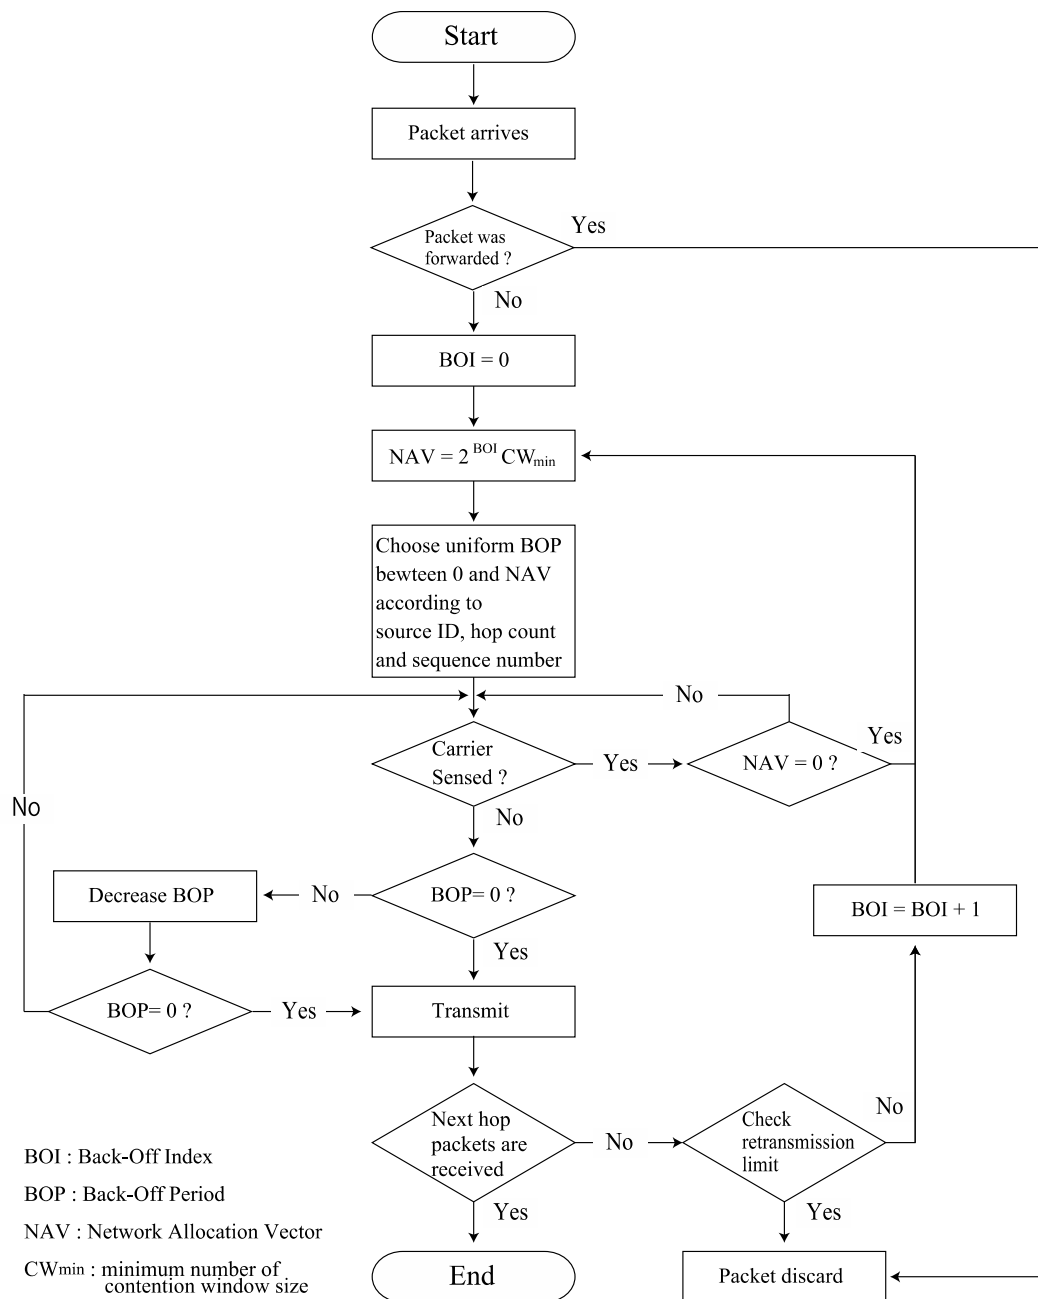 Start
Packet arrives
Packet was
forwarded ?
Yes
No
BOI = 0
NAV = 2^BOI CWmin
Choose uniform BOP
bewteen 0 and NAV
according to
source ID, hop count
and sequence number
No
Carrier
Sensed ?
Yes
NAV = 0 ?
Yes
No
No
Decrease BOP
No
BOP= 0 ?
BOI = BOI + 1
Yes
BOP= 0 ?
Yes
Transmit
Next hop
packets are
received
No
Check
retransmission
limit
No
Yes
Yes
End
Packet discard
BOI : Back-Off Index
BOP : Back-Off Period
NAV : Network Allocation Vector
CWmin : minimum number of
contention window size